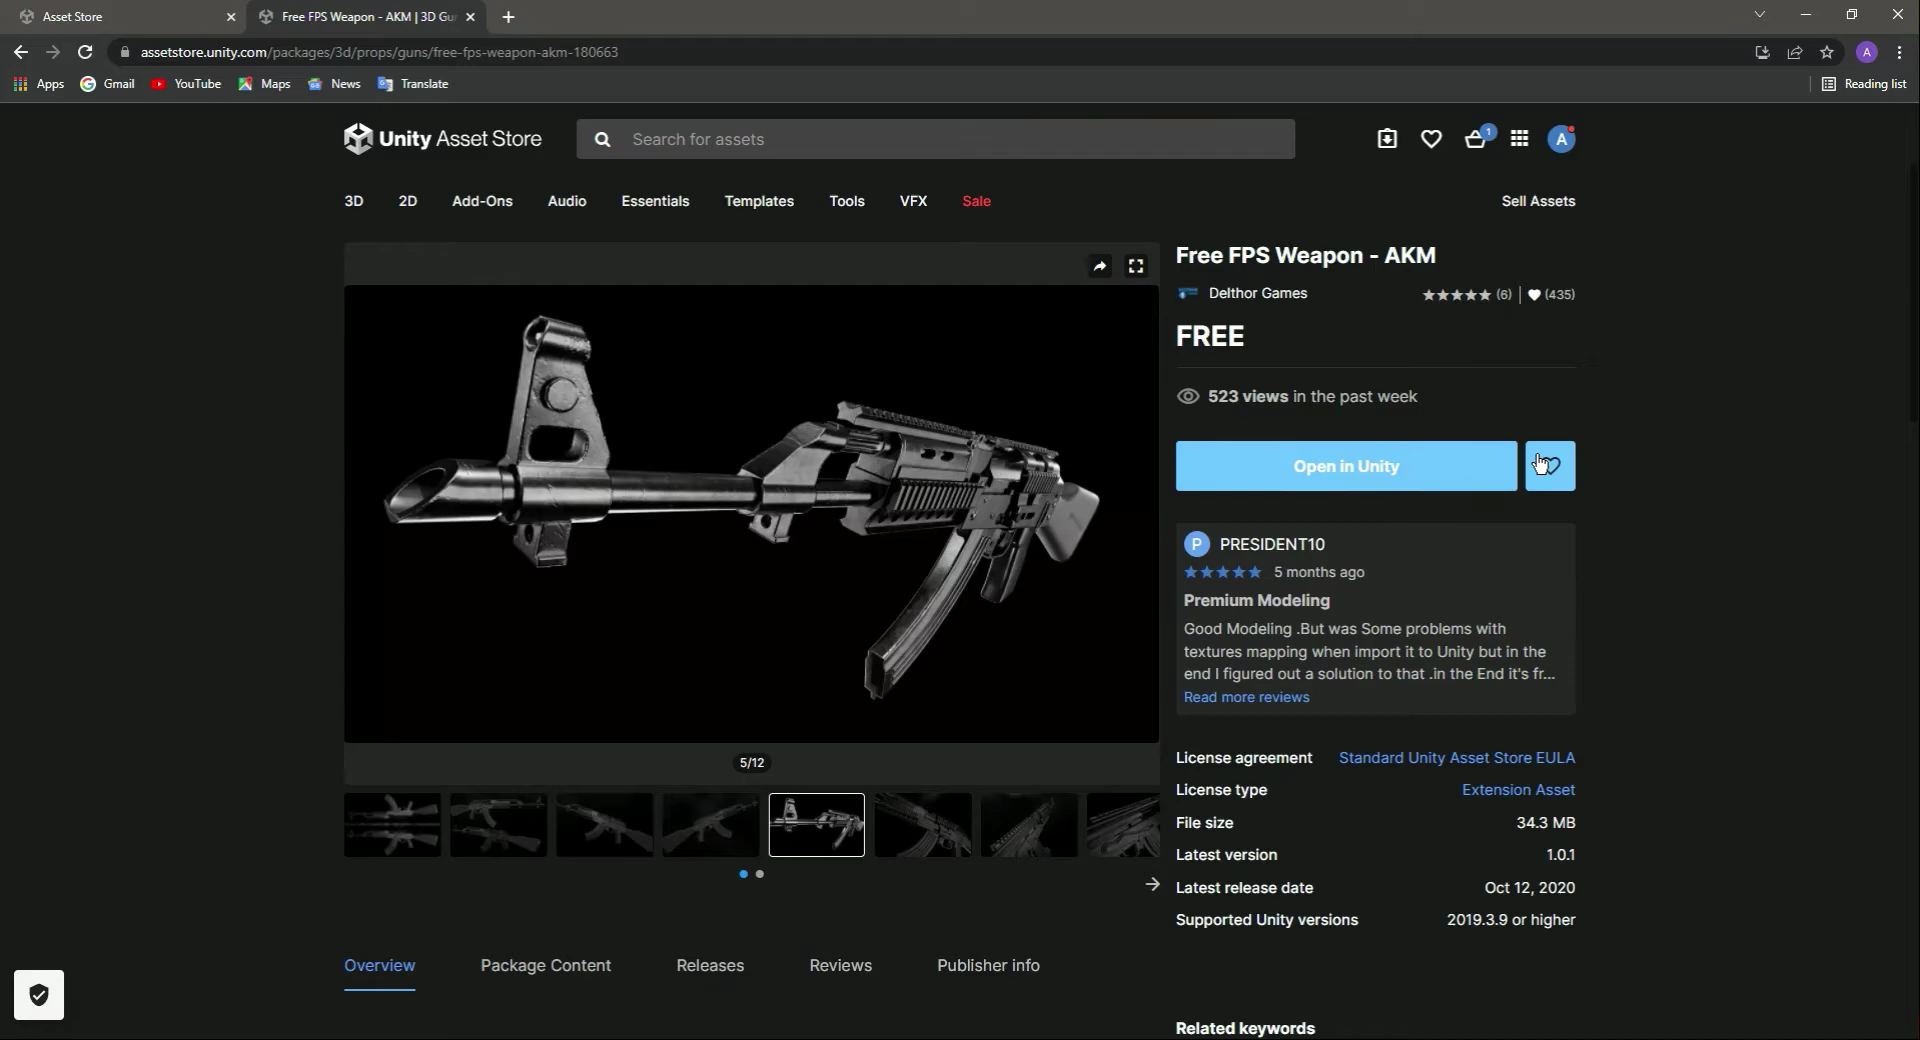 Asset Store
Free FPS Weapon - AKM | 3D Gu
assetstore.unity.com/packages/3d/props/guns/free-fps-weapon-akm-180663
A
Apps
Gmail
YouTube
Maps
News
Translate
Reading list
Unity Asset Store
Search for assets
1
A
3D
2D
Add-Ons
Audio
Essentials
Templates
Tools
VFX
Sale
Sell Assets
Free FPS Weapon - AKM
Delthor Games
(6)
(435)
FREE
523 views in the past week
Open in Unity
P PRESIDENT10
5 months ago
Premium Modeling
Good Modeling .But was Some problems with
textures mapping when import it to Unity but in the
end I figured out a solution to that .in the End it's fr...
Read more reviews
5/12
License agreement Standard Unity Asset Store EULA
License type Extension Asset
File size 34.3 MB
Latest version 1.0.1
Latest release date Oct 12, 2020
Supported Unity versions 2019.3.9 or higher
Overview
Package Content
Releases
Reviews
Publisher info
Related keywords